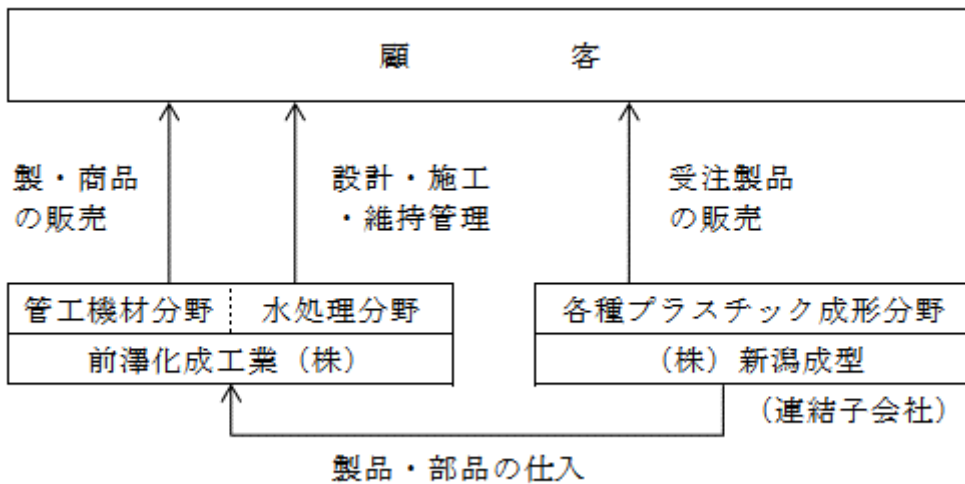 顧客
製・商品
の販売
設計・施工
・維持管理
受注製品
の販売
管工機材分野
水処理分野
各種プラスチック成形分野
前澤化成工業（株）
（株）新潟成型
（連結子会社）
製品・部品の仕入